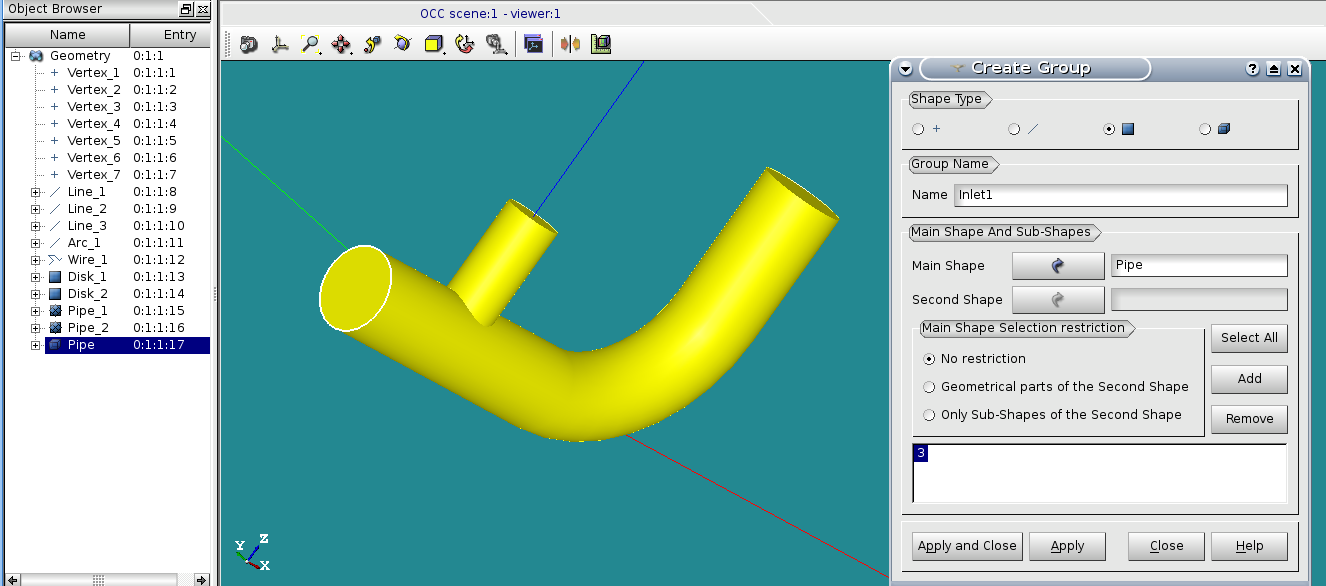 Object Browser
Name Entry
Geometry 0:1:1
Vertex_1 0:1:1:1
Vertex_2 0:1:1:2
Vertex_3 0:1:1:3
Vertex_4 0:1:1:4
Vertex_5 0:1:1:5
Vertex_6 0:1:1:6
Vertex_7 0:1:1:7
Line_1 0:1:1:8
Line_2 0:1:1:9
Line_3 0:1:1:10
Arc_1 0:1:1:11
Wire_1 0:1:1:12
Disk_1 0:1:1:13
Disk_2 0:1:1:14
Pipe_1 0:1:1:15
Pipe_2 0:1:1:16
Pipe 0:1:1:17
OCC scene:1 - viewer:1
Z
Y
X
Create Group
Shape Type
Group Name
Name Inlet1
Main Shape And Sub-Shapes
Main Shape Pipe
Second Shape
Main Shape Selection restriction
No restriction
Geometrical parts of the Second Shape
Only Sub-Shapes of the Second Shape
Select All
Add
Remove
3
Apply and Close Apply Close Help